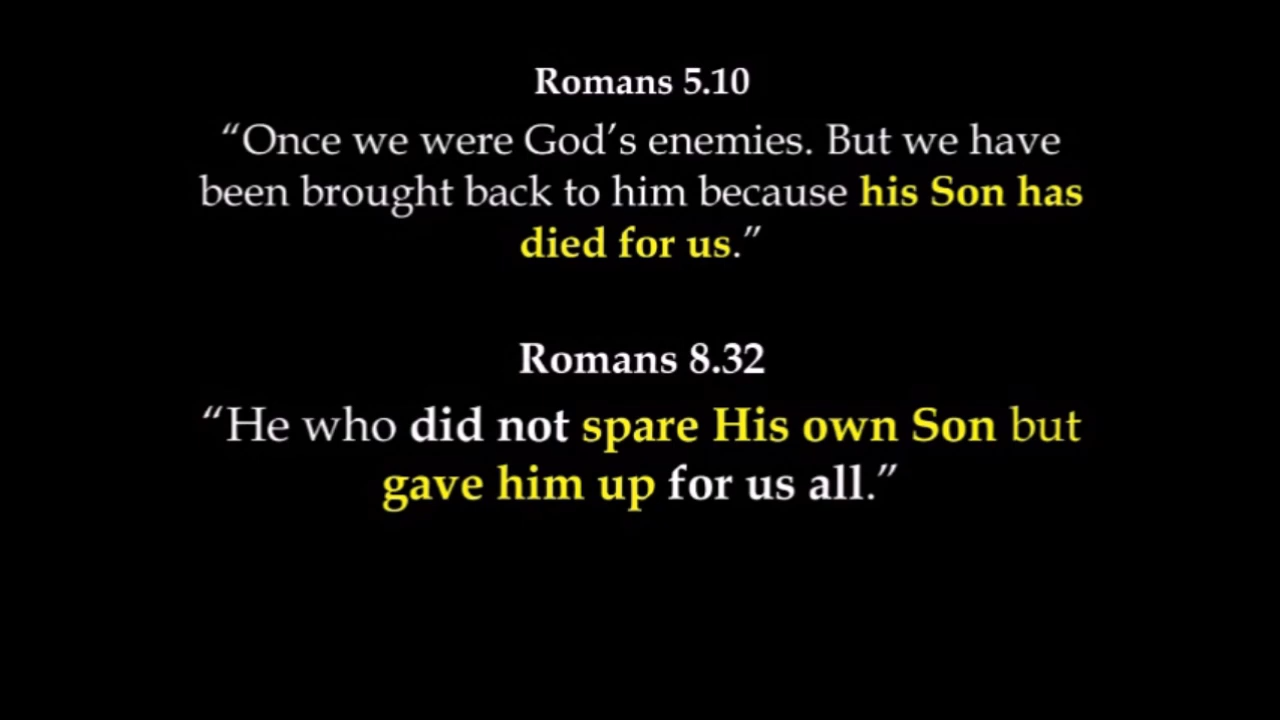 Romans 5.10
“Once we were God’s enemies. But we have
been brought back to him because his Son has
died for us.”
Romans 8.32
“He who did not spare His own Son but
gave him up for us all.”